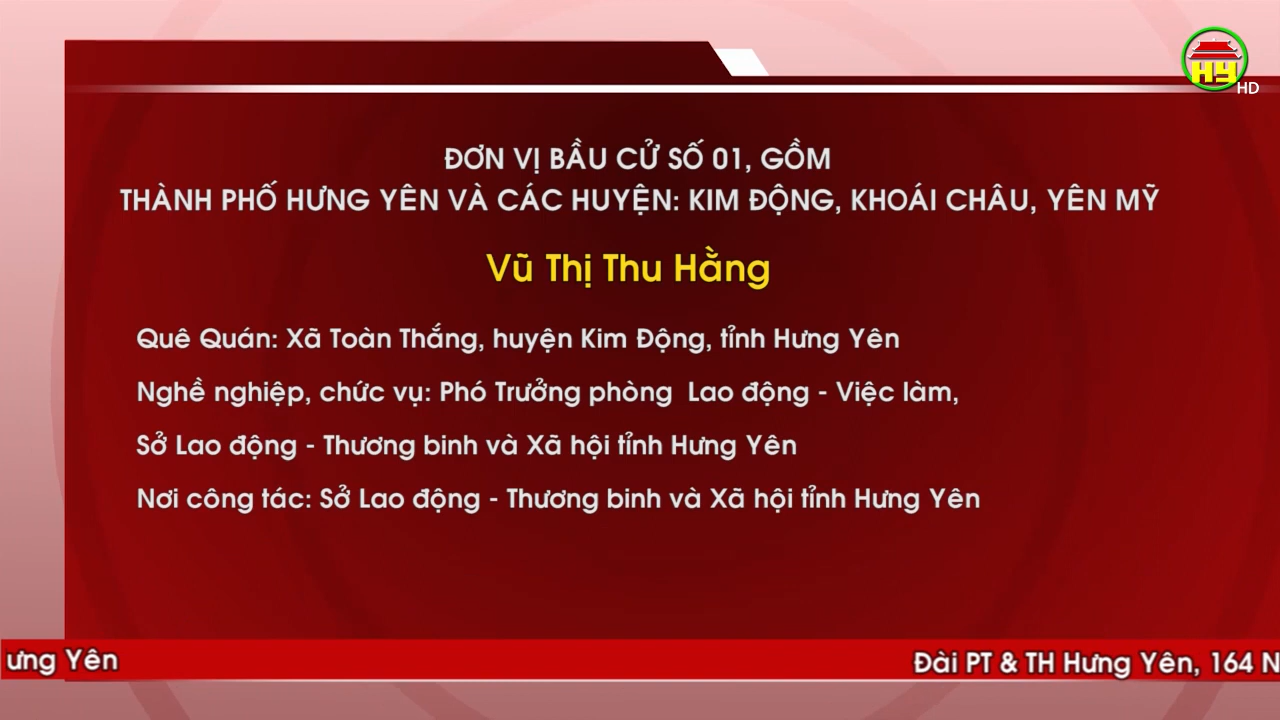 HY
HD
ĐƠN VỊ BẦU CỬ SỐ 01, GỒM
THÀNH PHỐ HƯNG YÊN VÀ CÁC HUYỆN: KIM ĐỘNG, KHOÁI CHÂU, YÊN MỸ
Vũ Thị Thu Hằng
Quê Quán: Xã Toàn Thắng, huyện Kim Động, tỉnh Hưng Yên
Nghề nghiệp, chức vụ: Phó Trưởng phòng Lao động - Việc làm,
Sở Lao động - Thương binh và Xã hội tỉnh Hưng Yên
Nơi công tác: Sở Lao động - Thương binh và Xã hội tỉnh Hưng Yên
ưng Yên
Đài PT & TH Hưng Yên, 164 N